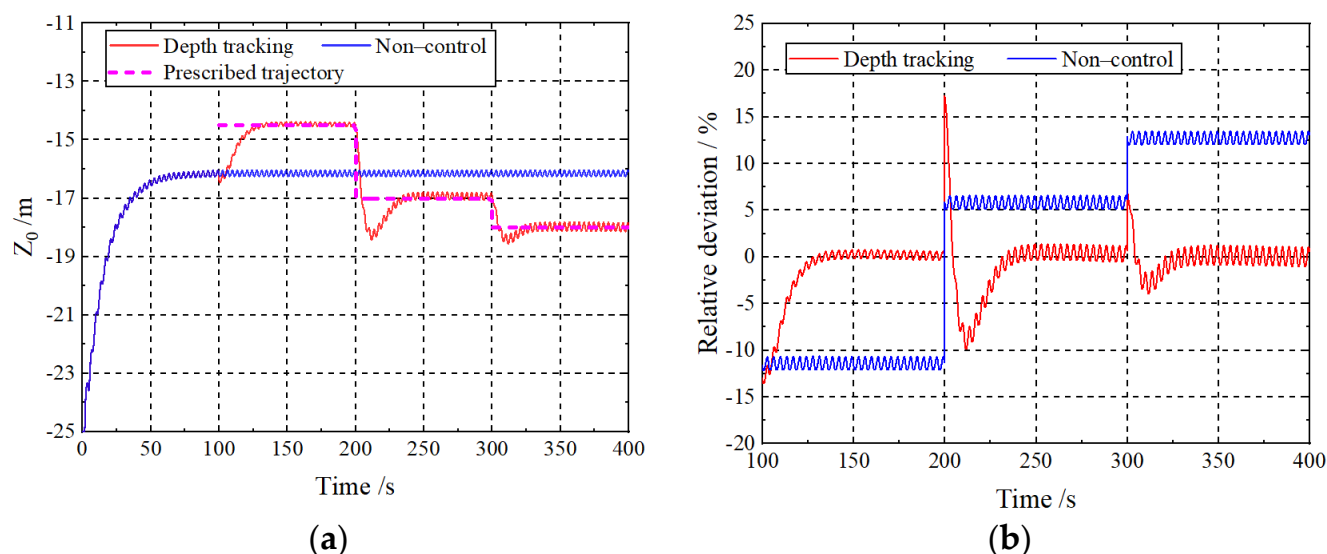 -11
-13
-15
-17
-19
-21
-23
-25
Z0 /m
Depth tracking
Non–control
Prescribed trajectory
0 50 100 150 200 250 300 350 400
Time /s
(a)
25
20
15
10
5
0
-5
-10
-15
-20
Relative deviation / %
Depth tracking
Non–control
100 150 200 250 300 350 400
Time /s
(b)